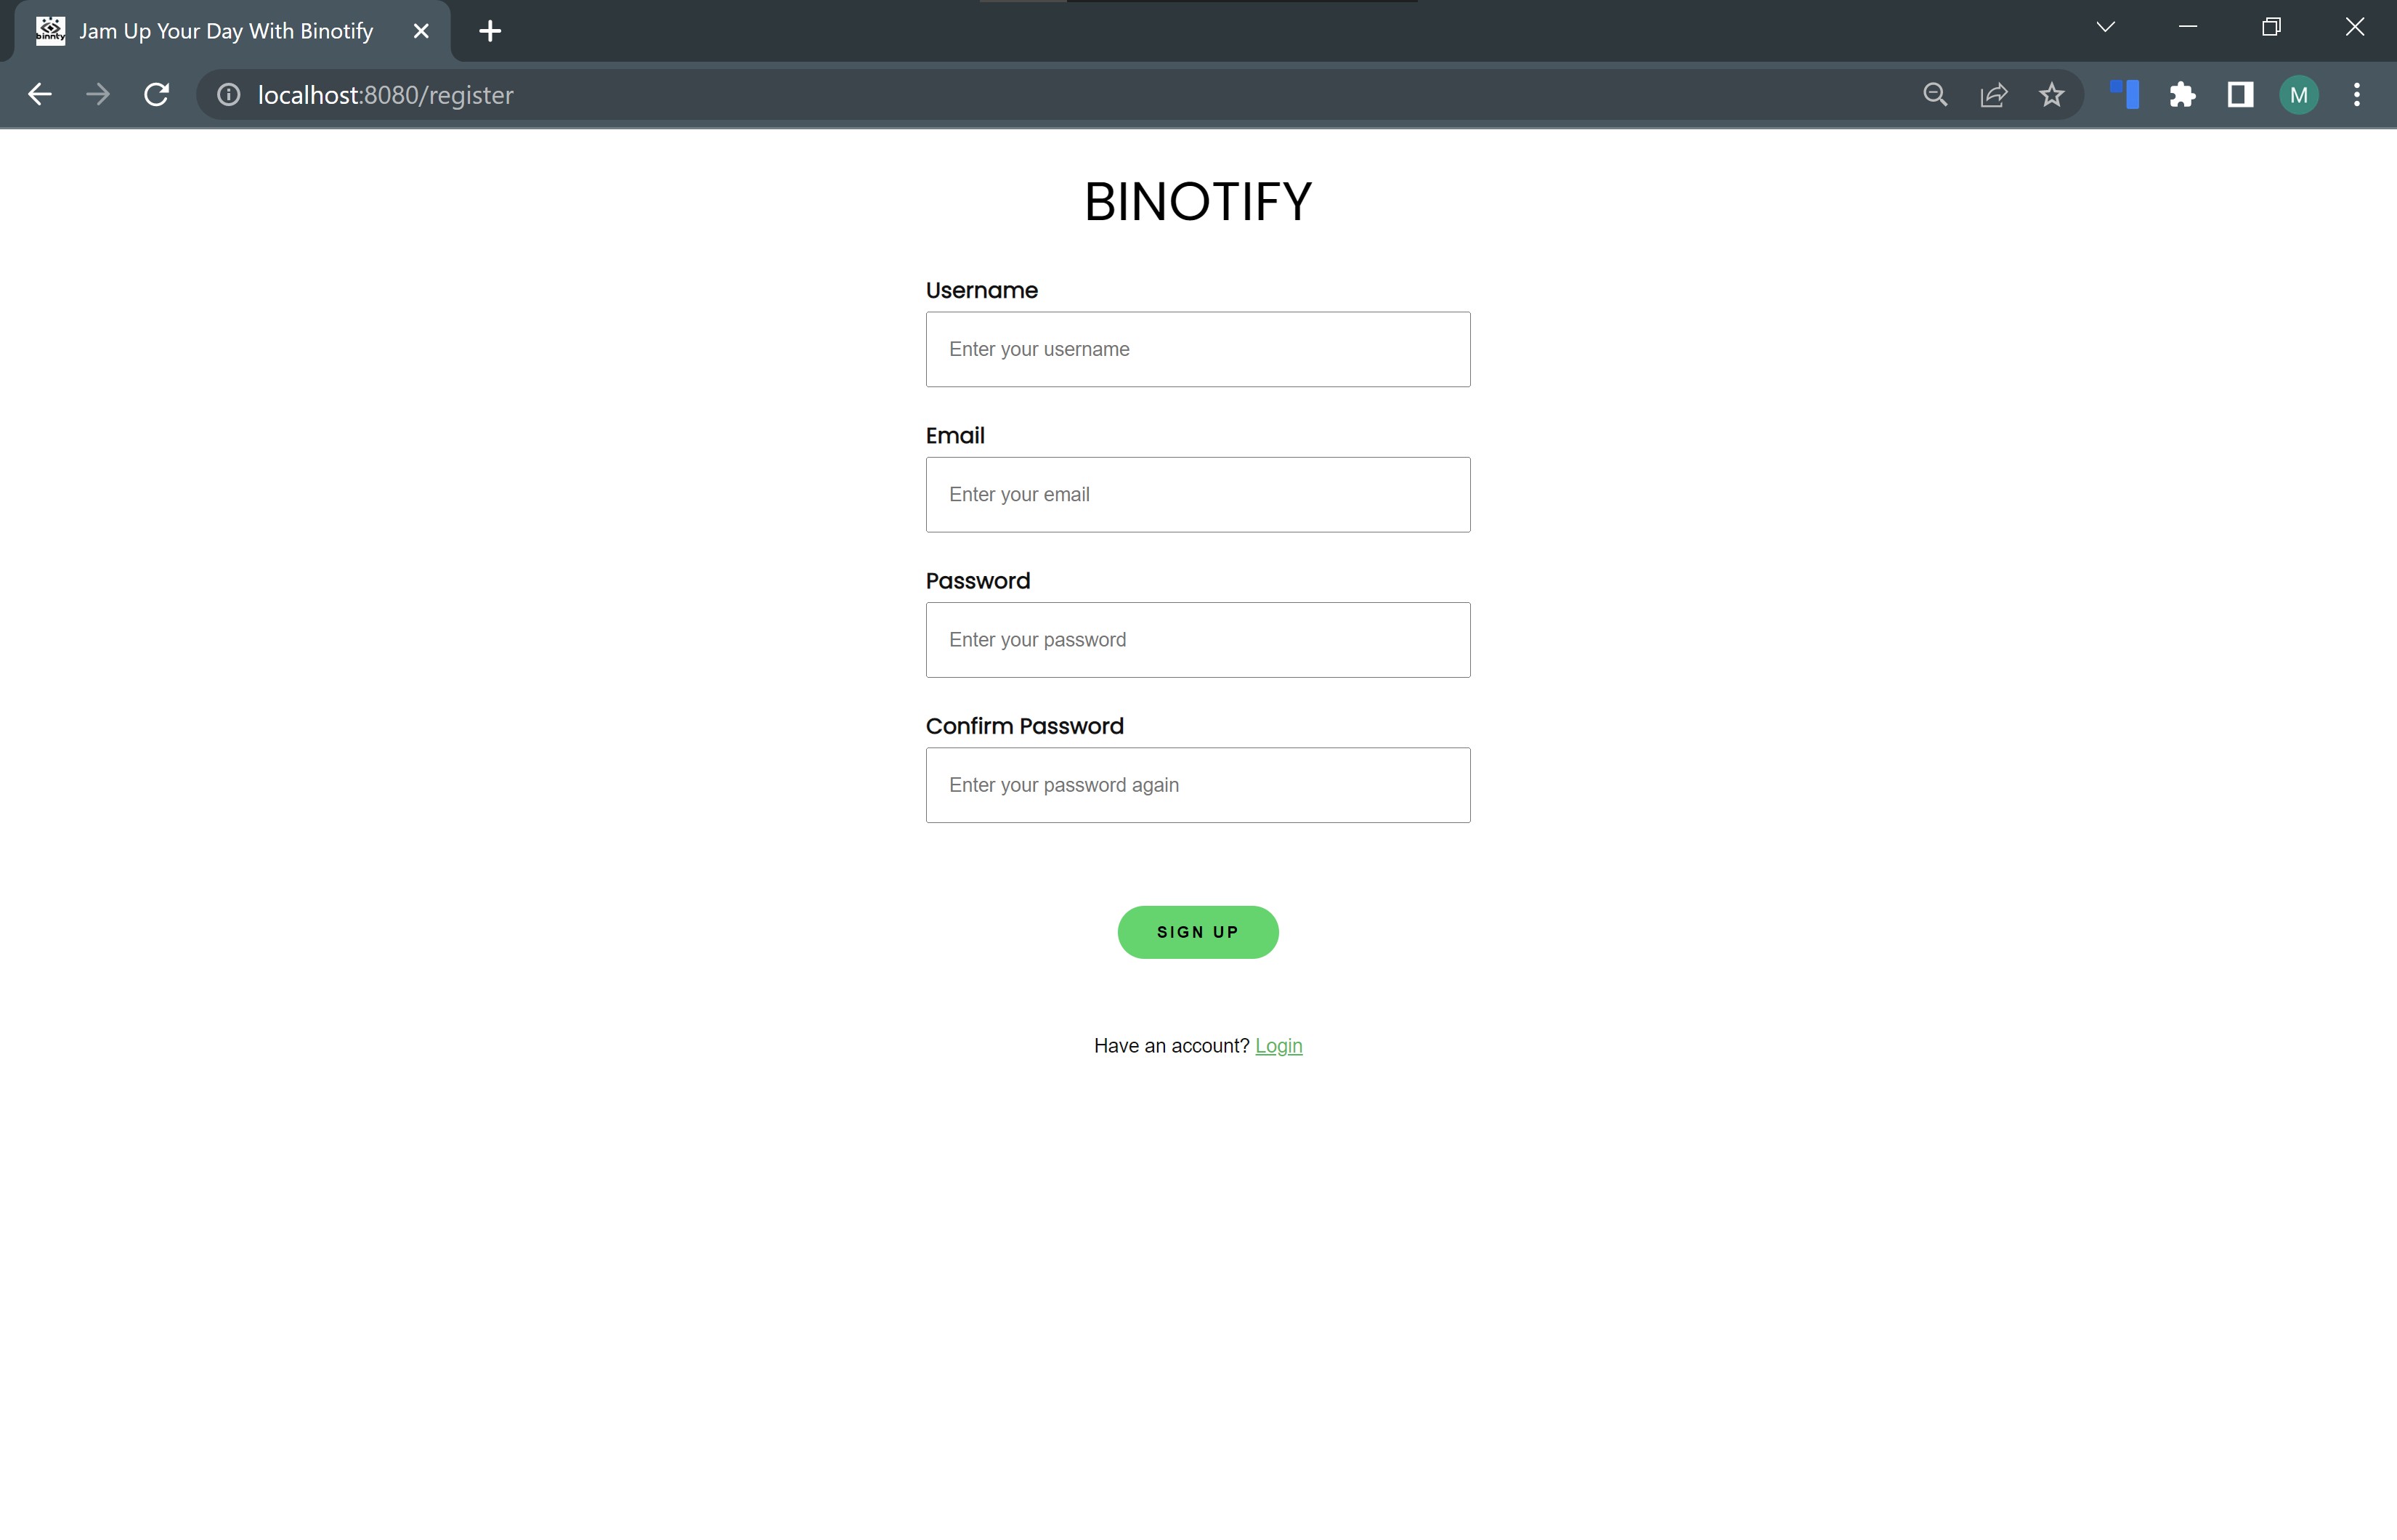 binnty
Jam Up Your Day With Binotify
localhost:8080/register
M
BINOTIFY
Username
Enter your username
Email
Enter your email
Password
Enter your password
Confirm Password
Enter your password again
SIGN UP
Have an account? Login